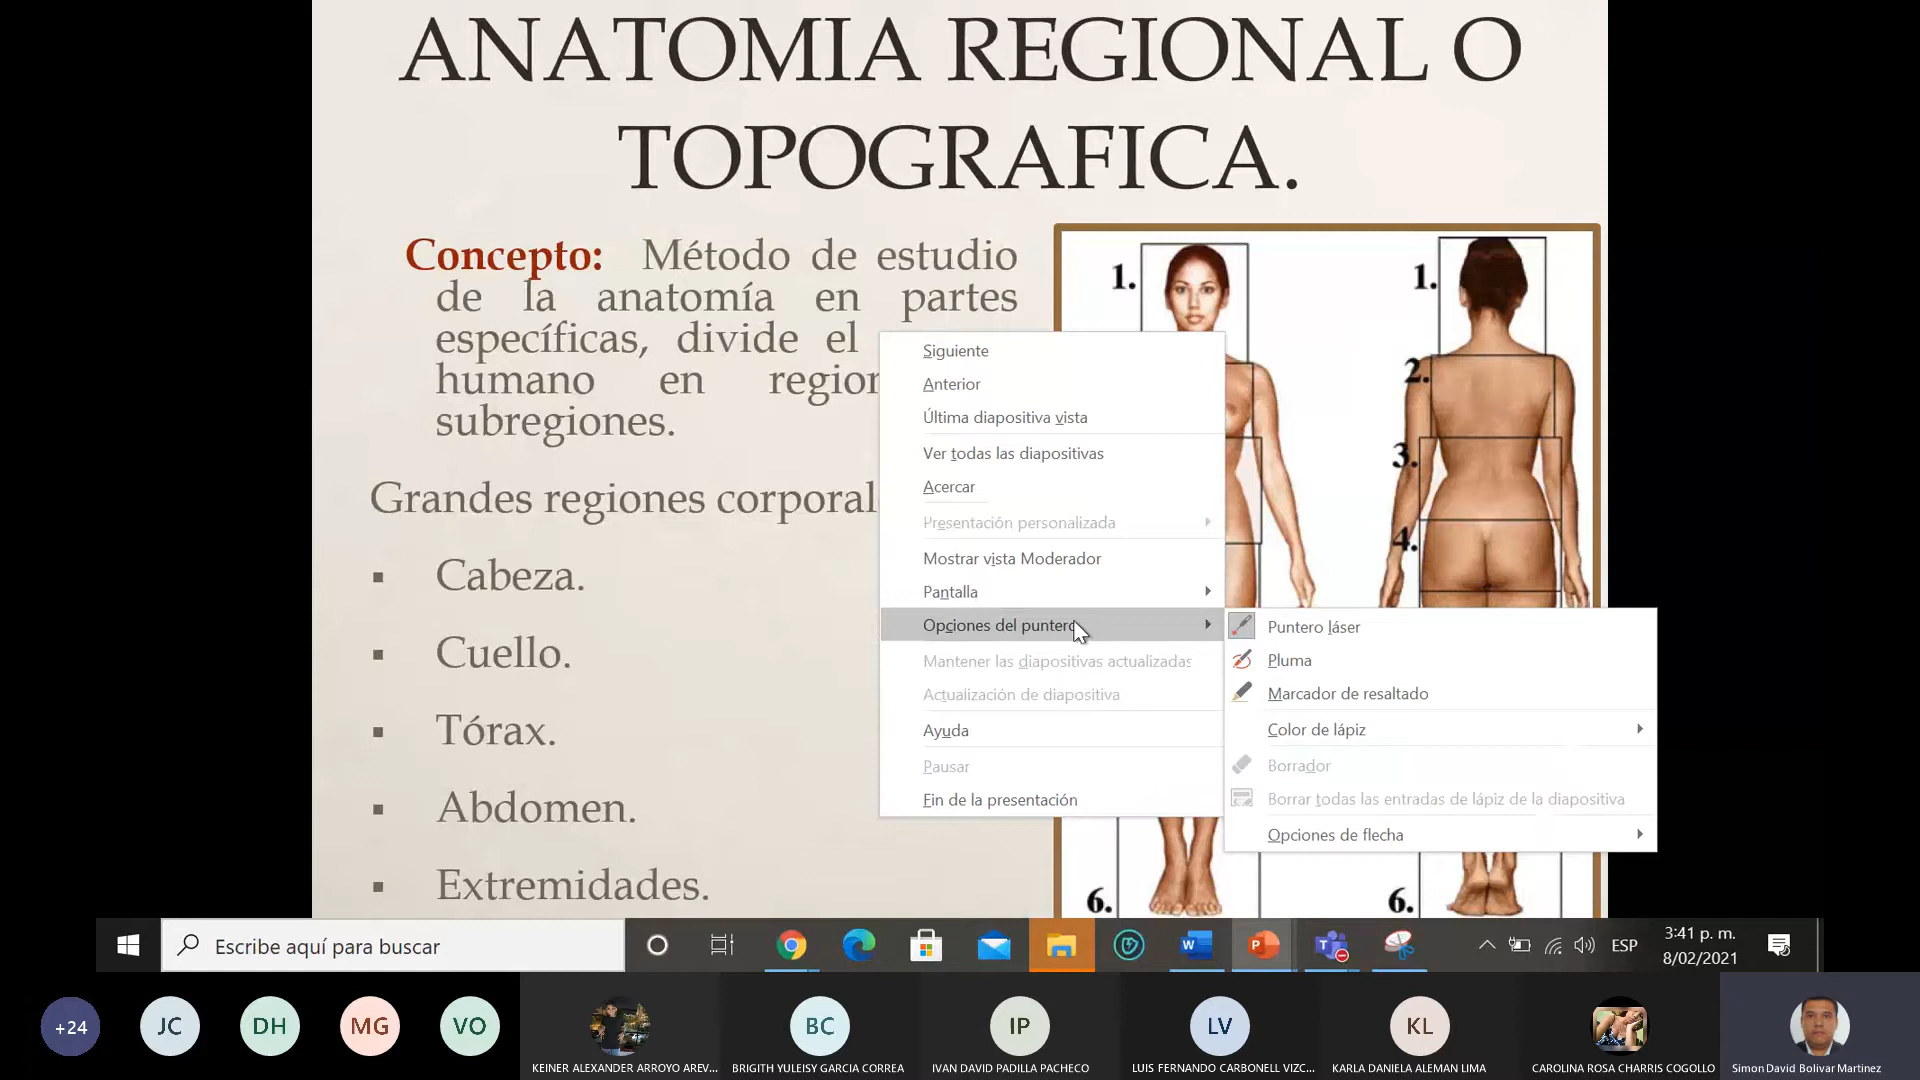 ANATOMIA REGIONAL O
TOPOGRAFICA.
Concepto: Método de estudio
de la anatomía en partes
específicas, divide el
humano en region
subregiones.
Grandes regiones corporal
▪ Cabeza.
▪ Cuello.
▪ Tórax.
▪ Abdomen.
▪ Extremidades.
1.
1.
2.
3.
4.
6.
6.
Siguiente
Anterior
Última diapositiva vista
Ver todas las diapositivas
Acercar
Presentación personalizada
Mostrar vista Moderador
Pantalla
Opciones del puntero
Mantener las diapositivas actualizadas
Actualización de diapositiva
Ayuda
Pausar
Fin de la presentación
Puntero láser
Pluma
Marcador de resaltado
Color de lápiz
Borrador
Borrar todas las entradas de lápiz de la diapositiva
Opciones de flecha
Escribe aquí para buscar
ESP
3:41 p. m.
8/02/2021
+24
JC
DH
MG
VO
BC
IP
LV
KL
KEINER ALEXANDER ARROYO AREV...
BRIGITH YULEISY GARCIA CORREA
IVAN DAVID PADILLA PACHECO
LUIS FERNANDO CARBONELL VIZC...
KARLA DANIELA ALEMAN LIMA
CAROLINA ROSA CHARRIS COGOLLO
Simon David Bolivar Martinez